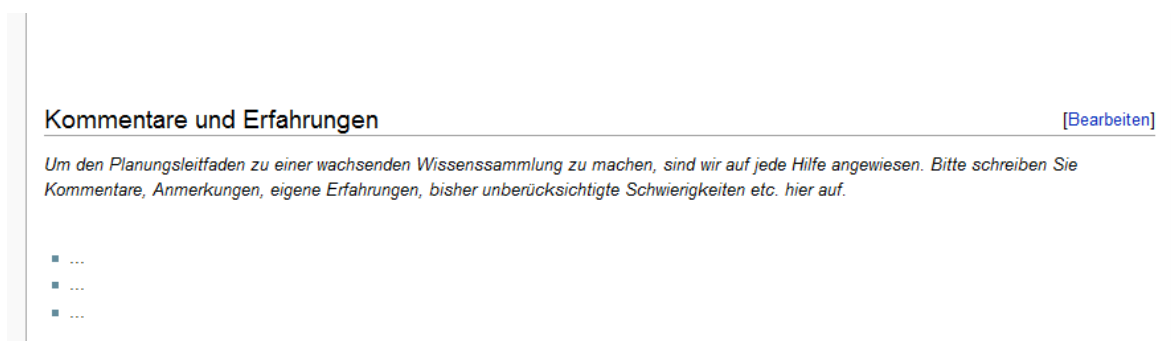 Kommentare und Erfahrungen [Bearbeiten]
Um den Planungsleitfaden zu einer wachsenden Wissenssammlung zu machen, sind wir auf jede Hilfe angewiesen. Bitte schreiben Sie
Kommentare, Anmerkungen, eigene Erfahrungen, bisher unberücksichtigte Schwierigkeiten etc. hier auf.
...
...
...